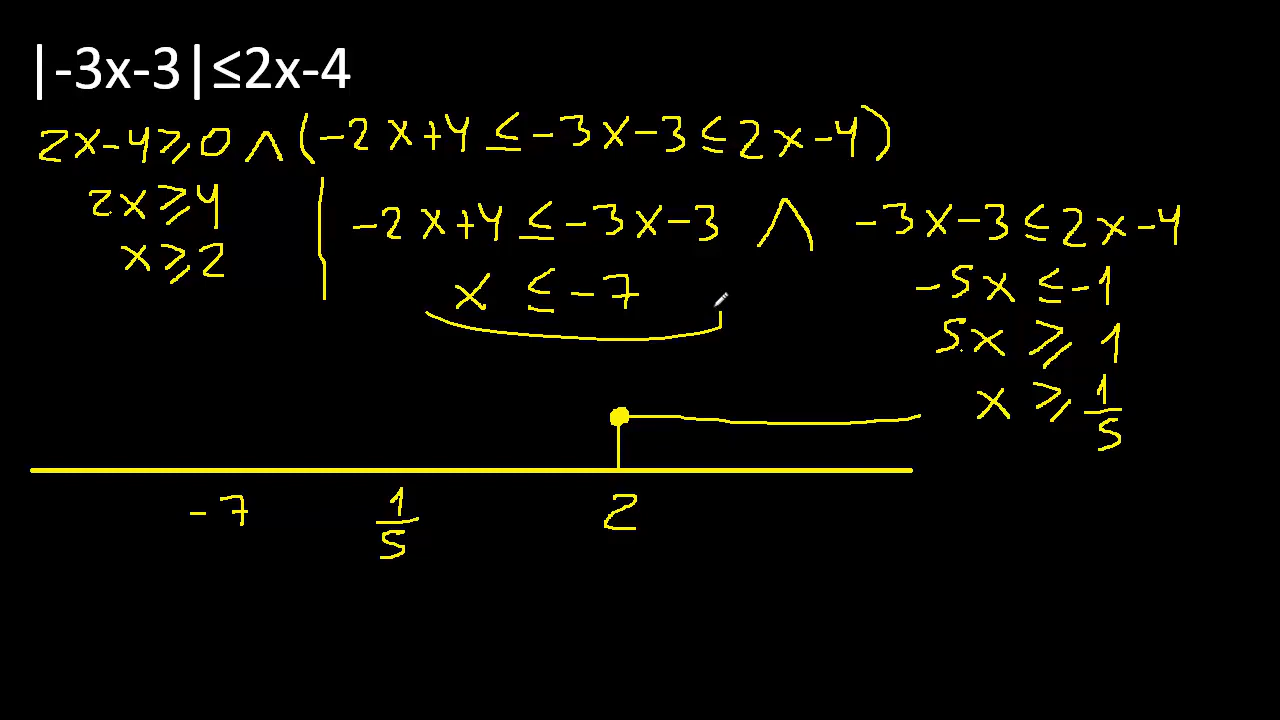 |-3x-3|≤2x-4
2x-4≥0 ∧ (-2x+4 ≤ -3x-3 ≤ 2x-4)
2x ≥ 4
-2x+4 ≤ -3x-3 ∧ -3x-3 ≤ 2x-4
x ≥ 2
x ≤ -7
-5x ≤ -1
5x ≥ 1
x ≥ 1/5
-7 1/5 2